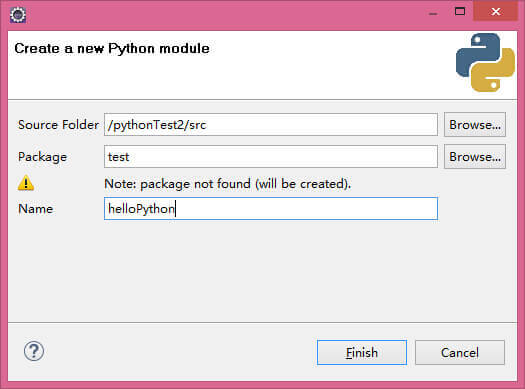 Create a new Python module
Source Folder /pythonTest2/src Browse...
Package test Browse...
Note: package not found (will be created).
Name helloPython
? Finish Cancel